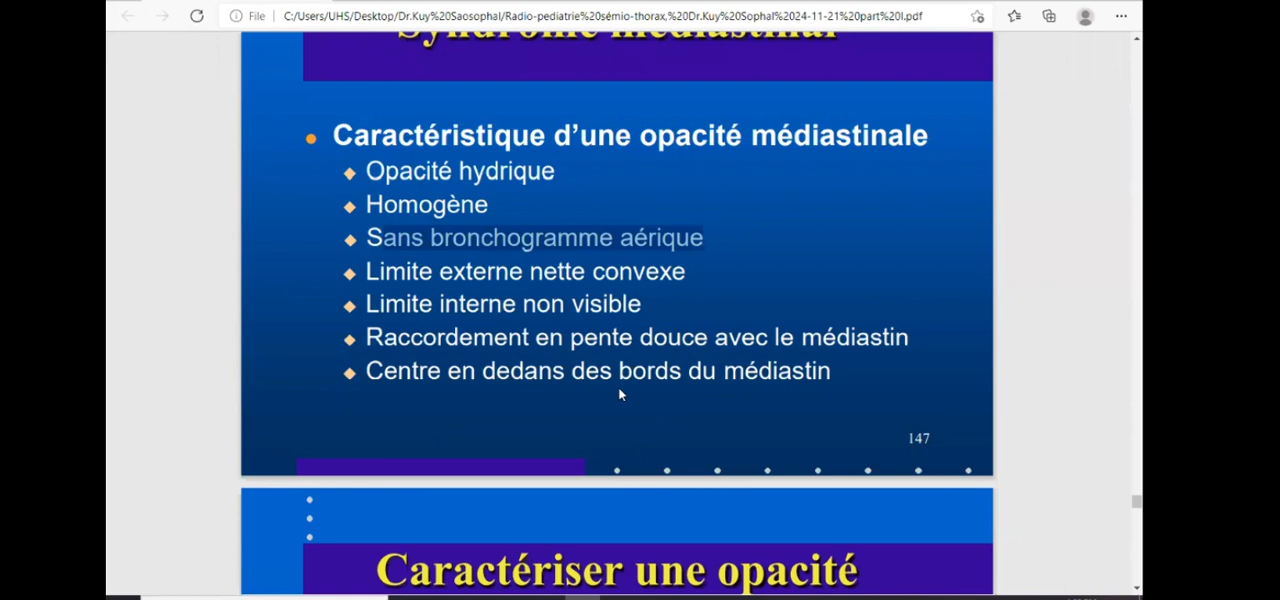 File
C:/Users/UHS/Desktop/Dr.Kuy%20Saosophal/Radio-pediatrie%20sémio-thorax,%20Dr.Kuy%20Sophal%2024-11-21%20part%20I.pdf
Syndrome médiastinal
Caractéristique d’une opacité médiastinale
Opacité hydrique
Homogène
Sans bronchogramme aérique
Limite externe nette convexe
Limite interne non visible
Raccordement en pente douce avec le médiastin
Centre en dedans des bords du médiastin
147
Caractériser une opacité